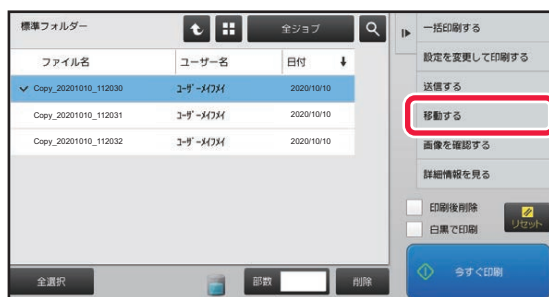 標準フォルダー
全ジョブ
ファイル名 ユーザー名 日付
Copy_20201010_112030 ユーザーメイフメイ 2020/10/10
Copy_20201010_112031 ユーザーメイフメイ 2020/10/10
Copy_20201010_112032 ユーザーメイフメイ 2020/10/10
全選択
部数
削除
一括印刷する
設定を変更して印刷する
送信する
移動する
画像を確認する
詳細情報を見る
印刷後削除
白黒で印刷
リセット
今すぐ印刷